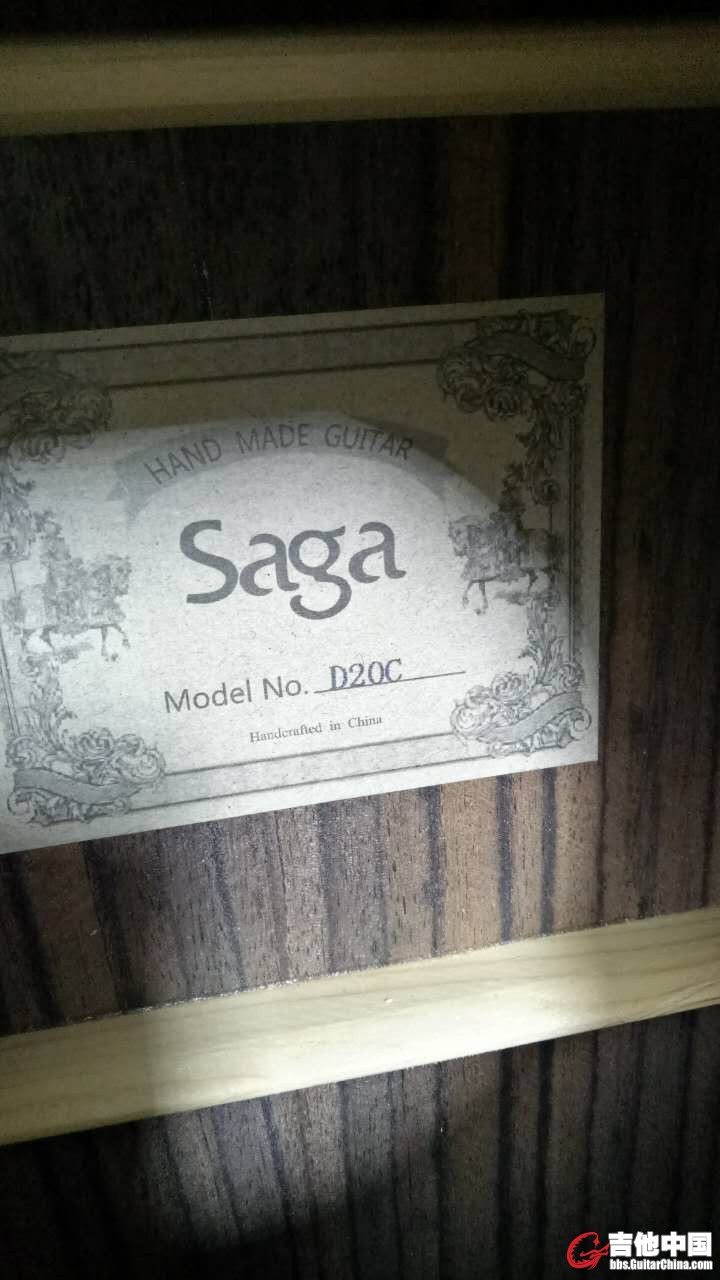 HAND MADE GUITAR
Saga
Model No. D20C
Handcrafted in China
吉他中国
bbs.GuitarChina.com